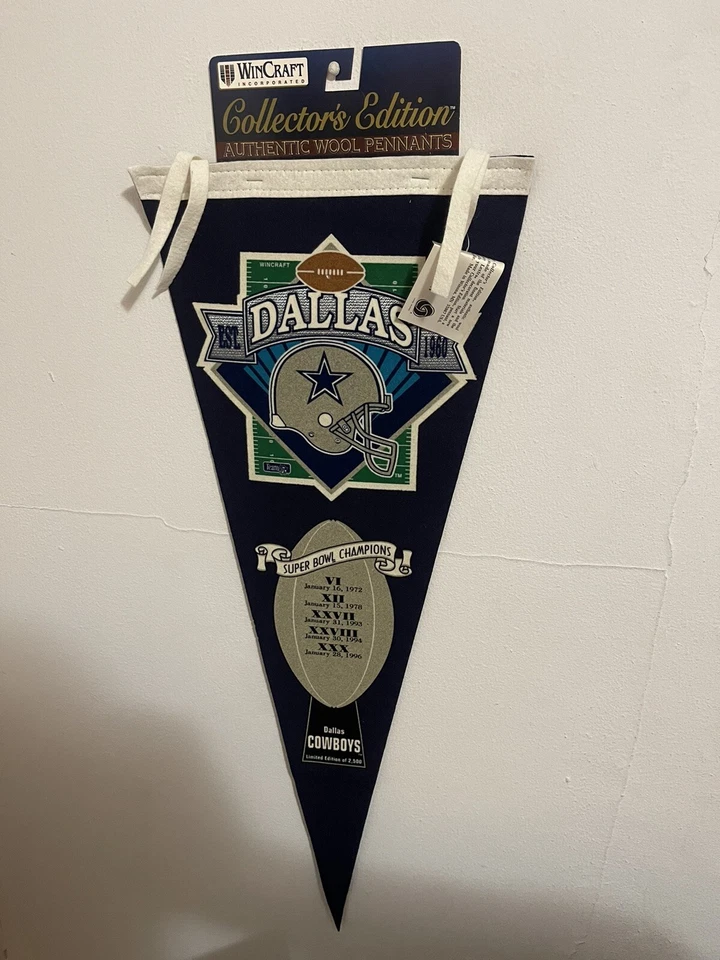 WINCRAFT
INCORPORATED
Collector's Edition™
AUTHENTIC WOOL PENNANTS
WINCRAFT
DALLAS
EST. 1960
TM
SUPER BOWL CHAMPIONS
VI
January 16, 1972
XII
January 15, 1978
XXVII
January 31, 1993
XXVIII
January 30, 1994
XXX
January 28, 1996
Dallas
COWBOYS
Limited Edition of 2,500